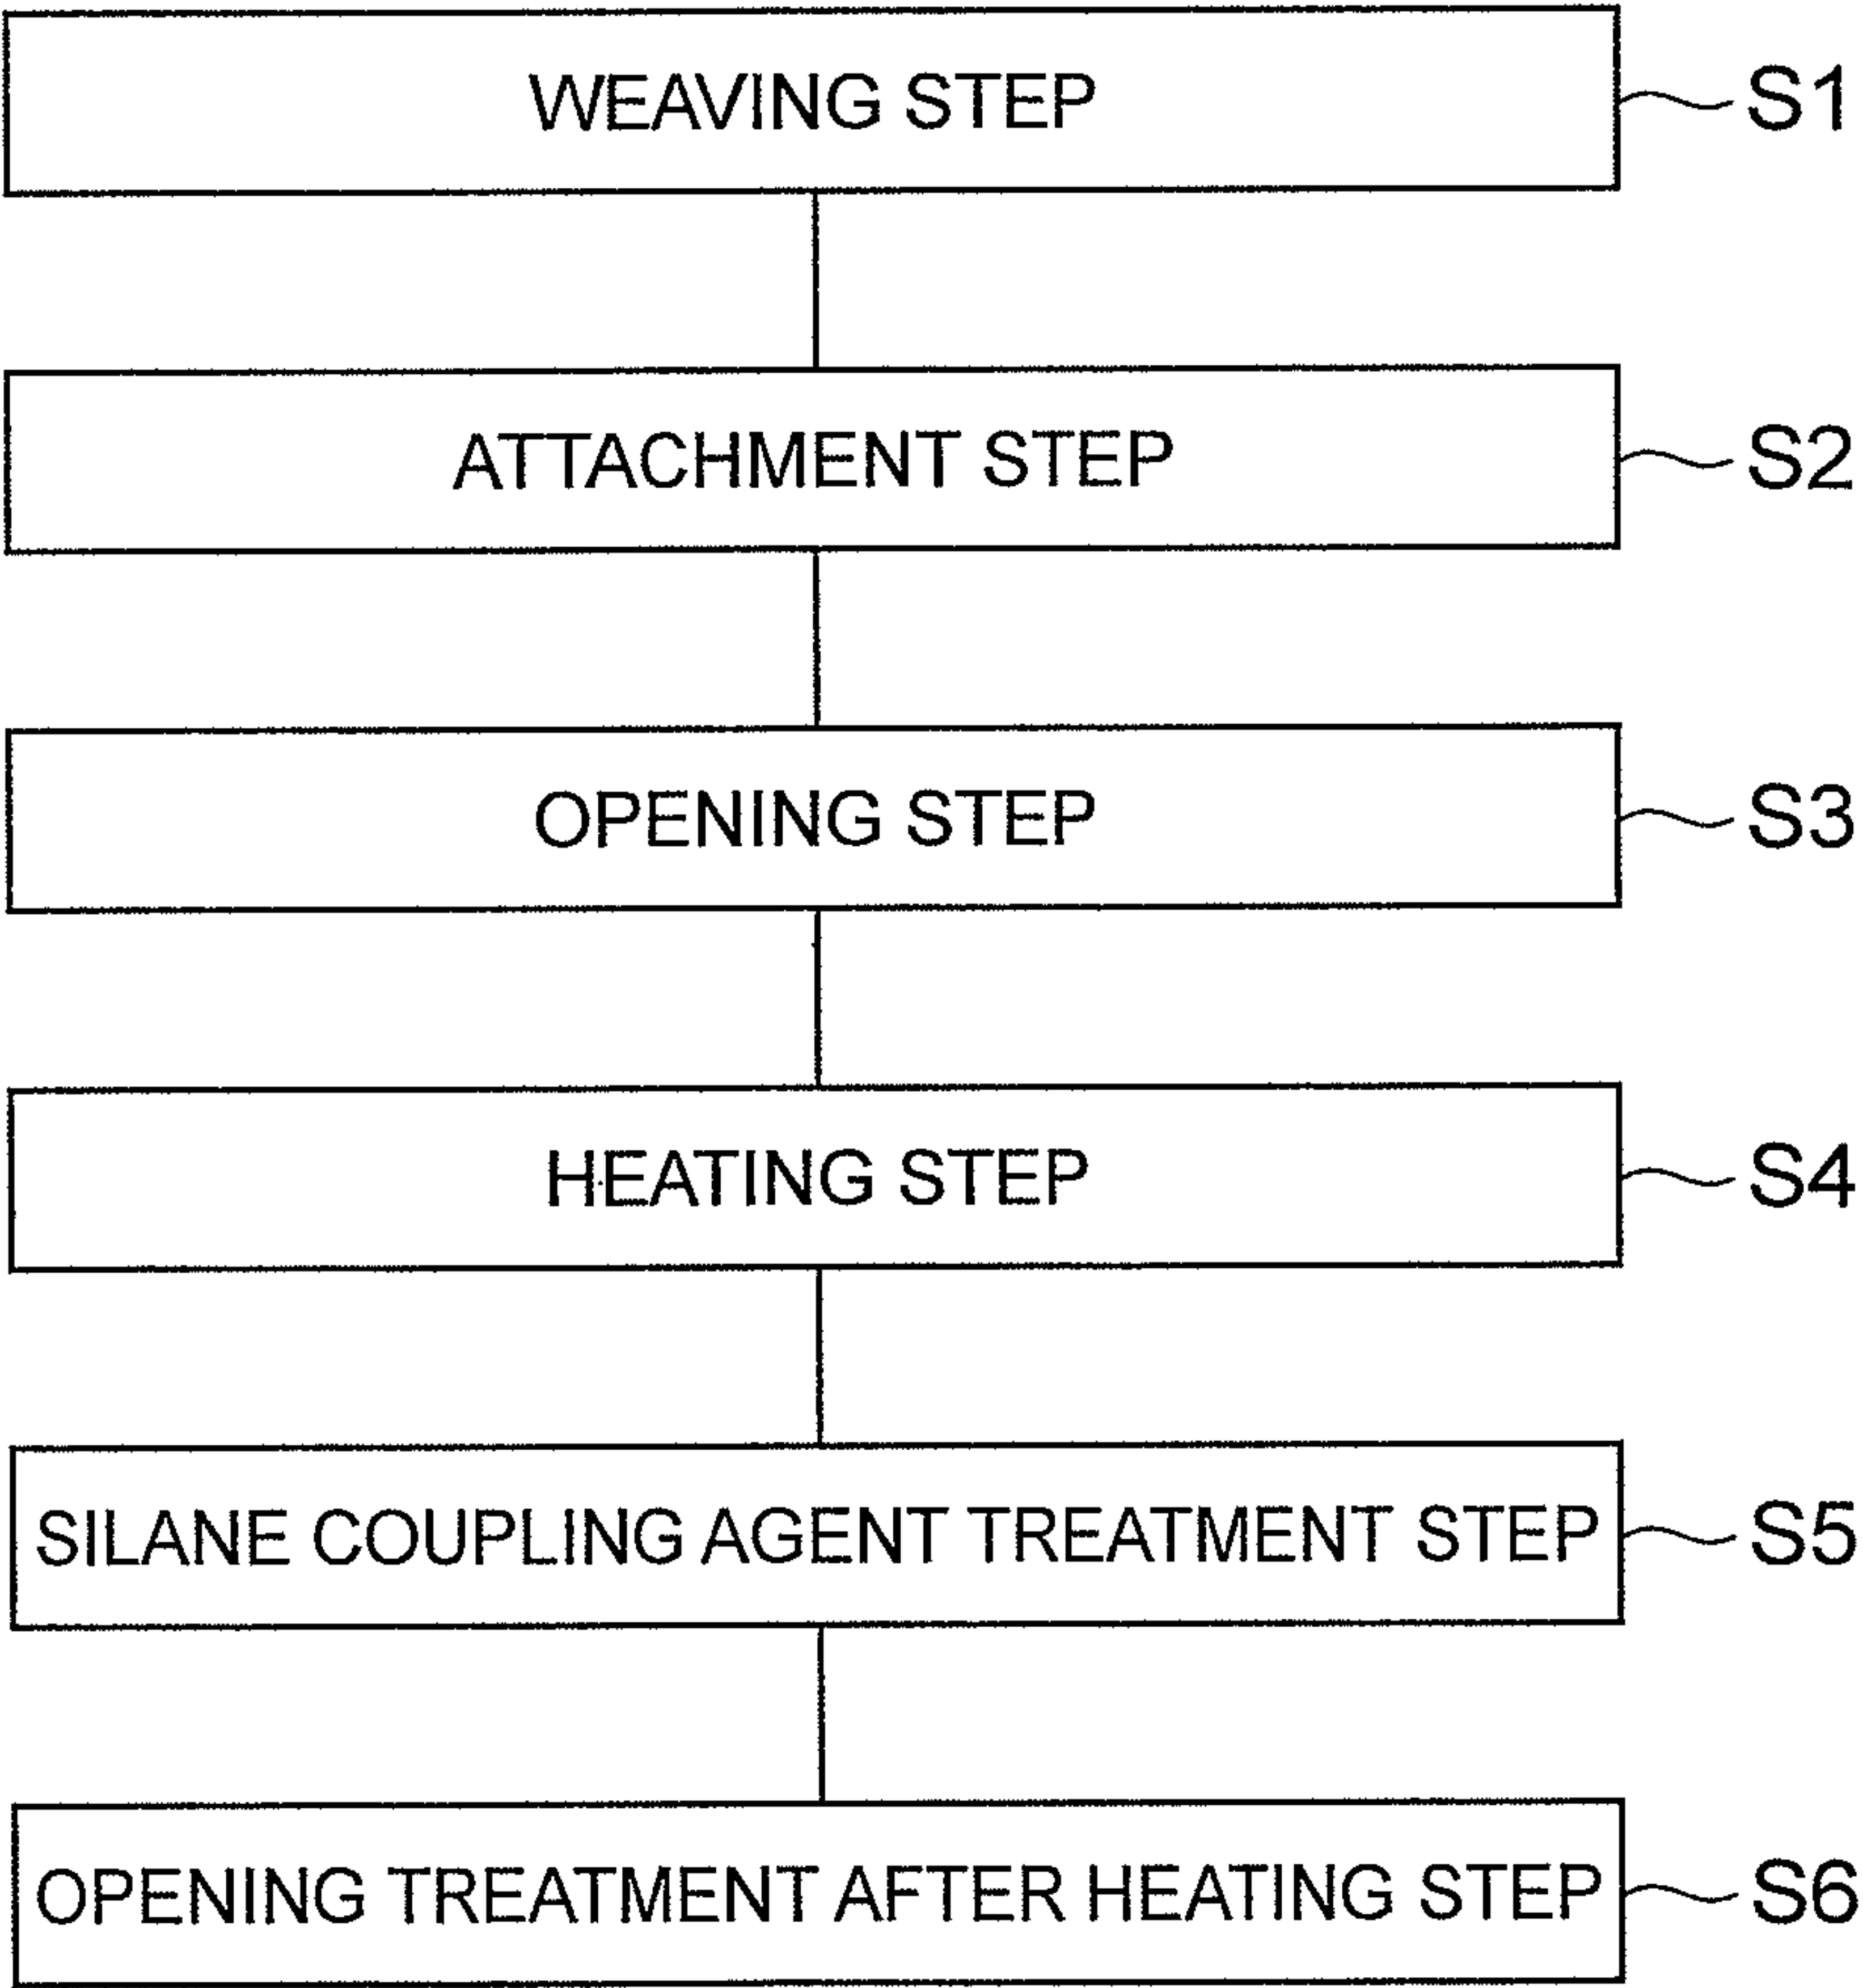 WEAVING STEP S1
ATTACHMENT STEP S2
OPENING STEP S3
HEATING STEP S4
SILANE COUPLING AGENT TREATMENT STEP S5
OPENING TREATMENT AFTER HEATING STEP S6